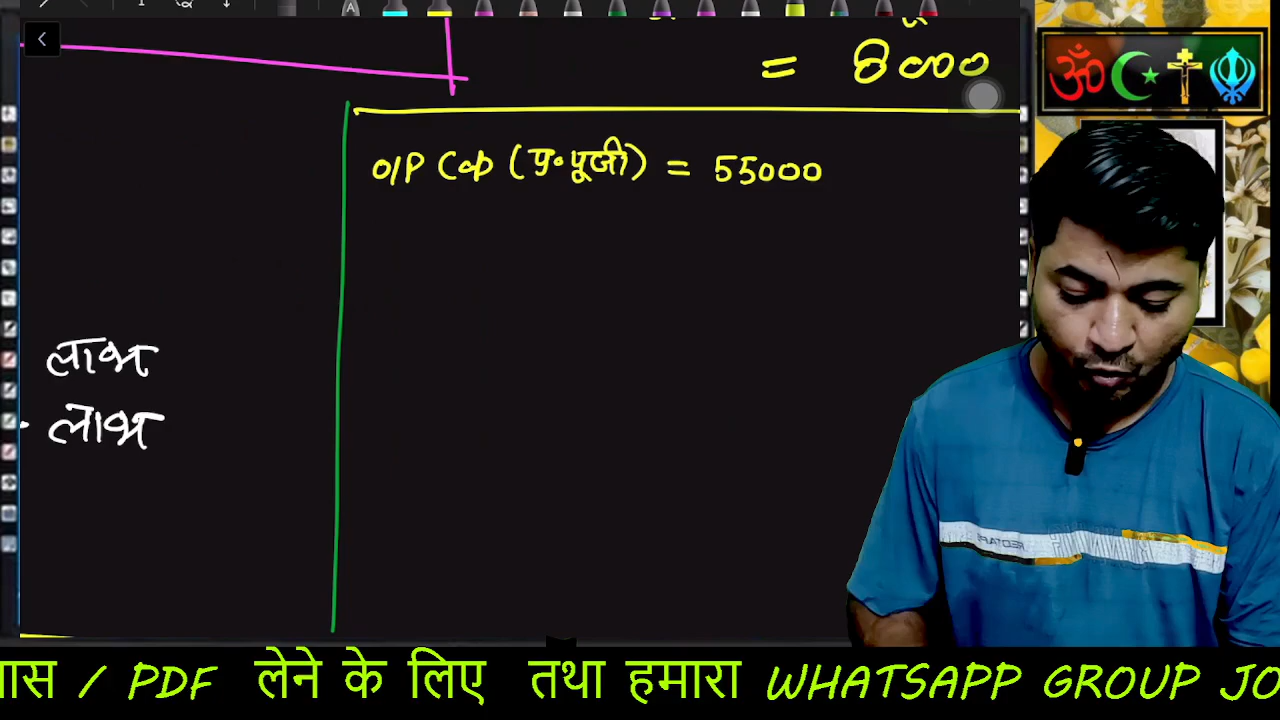 = 8000
O/P Cap (प्रा॰ पूंजी) = 55000
लाभ
लाभ
ास / PDF लेने के लिए तथा हमारा WHATSAPP GROUP JO